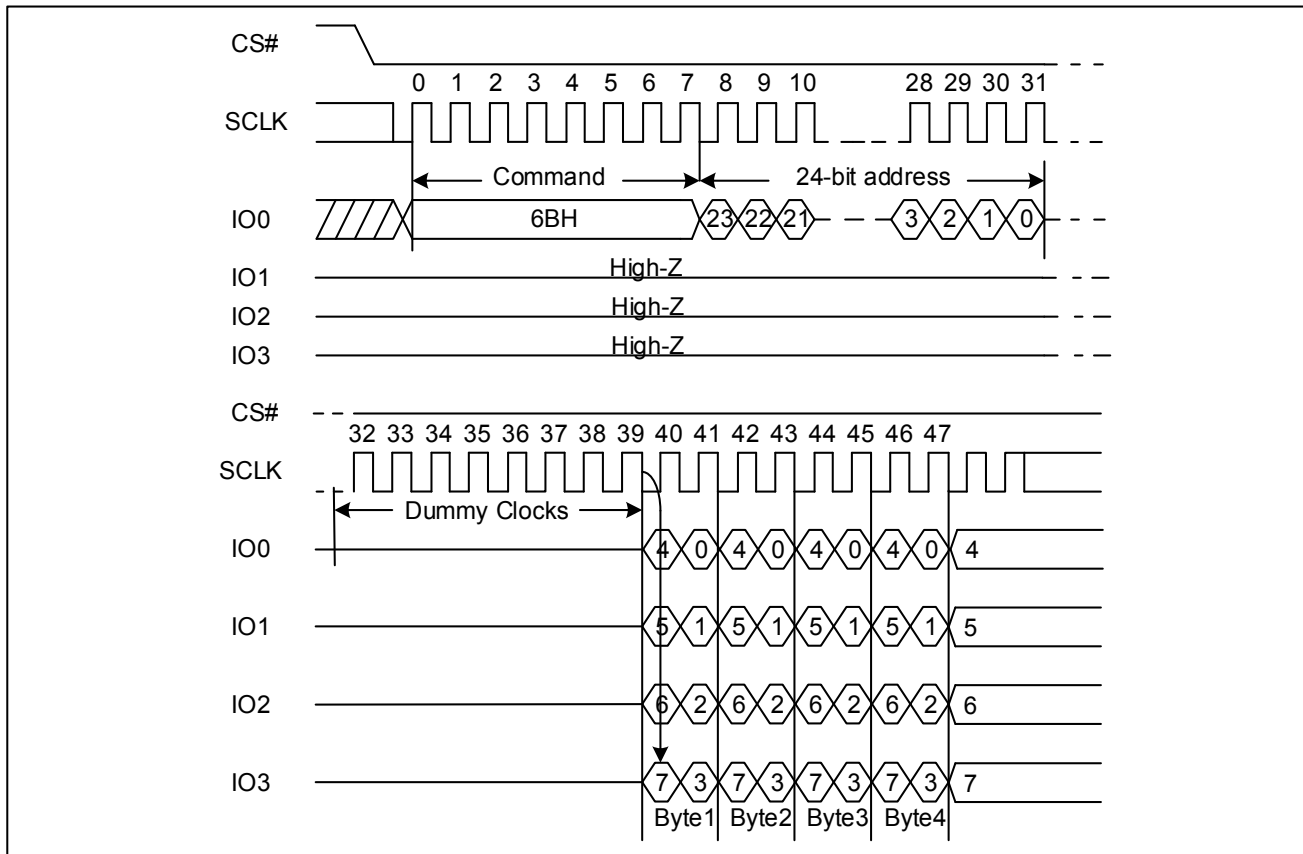 CS#
0 1 2 3 4 5 6 7 8 9 10 28 29 30 31
SCLK
Command 24-bit address
IO0 6BH 23 22 21 3 2 1 0
IO1 High-Z
IO2 High-Z
IO3 High-Z
CS#
32 33 34 35 36 37 38 39 40 41 42 43 44 45 46 47
SCLK
Dummy Clocks
IO0 4 0 4 0 4 0 4 0 4
IO1 5 1 5 1 5 1 5 1 5
IO2 6 2 6 2 6 2 6 2 6
IO3 7 3 7 3 7 3 7 3 7
Byte1 Byte2 Byte3 Byte4